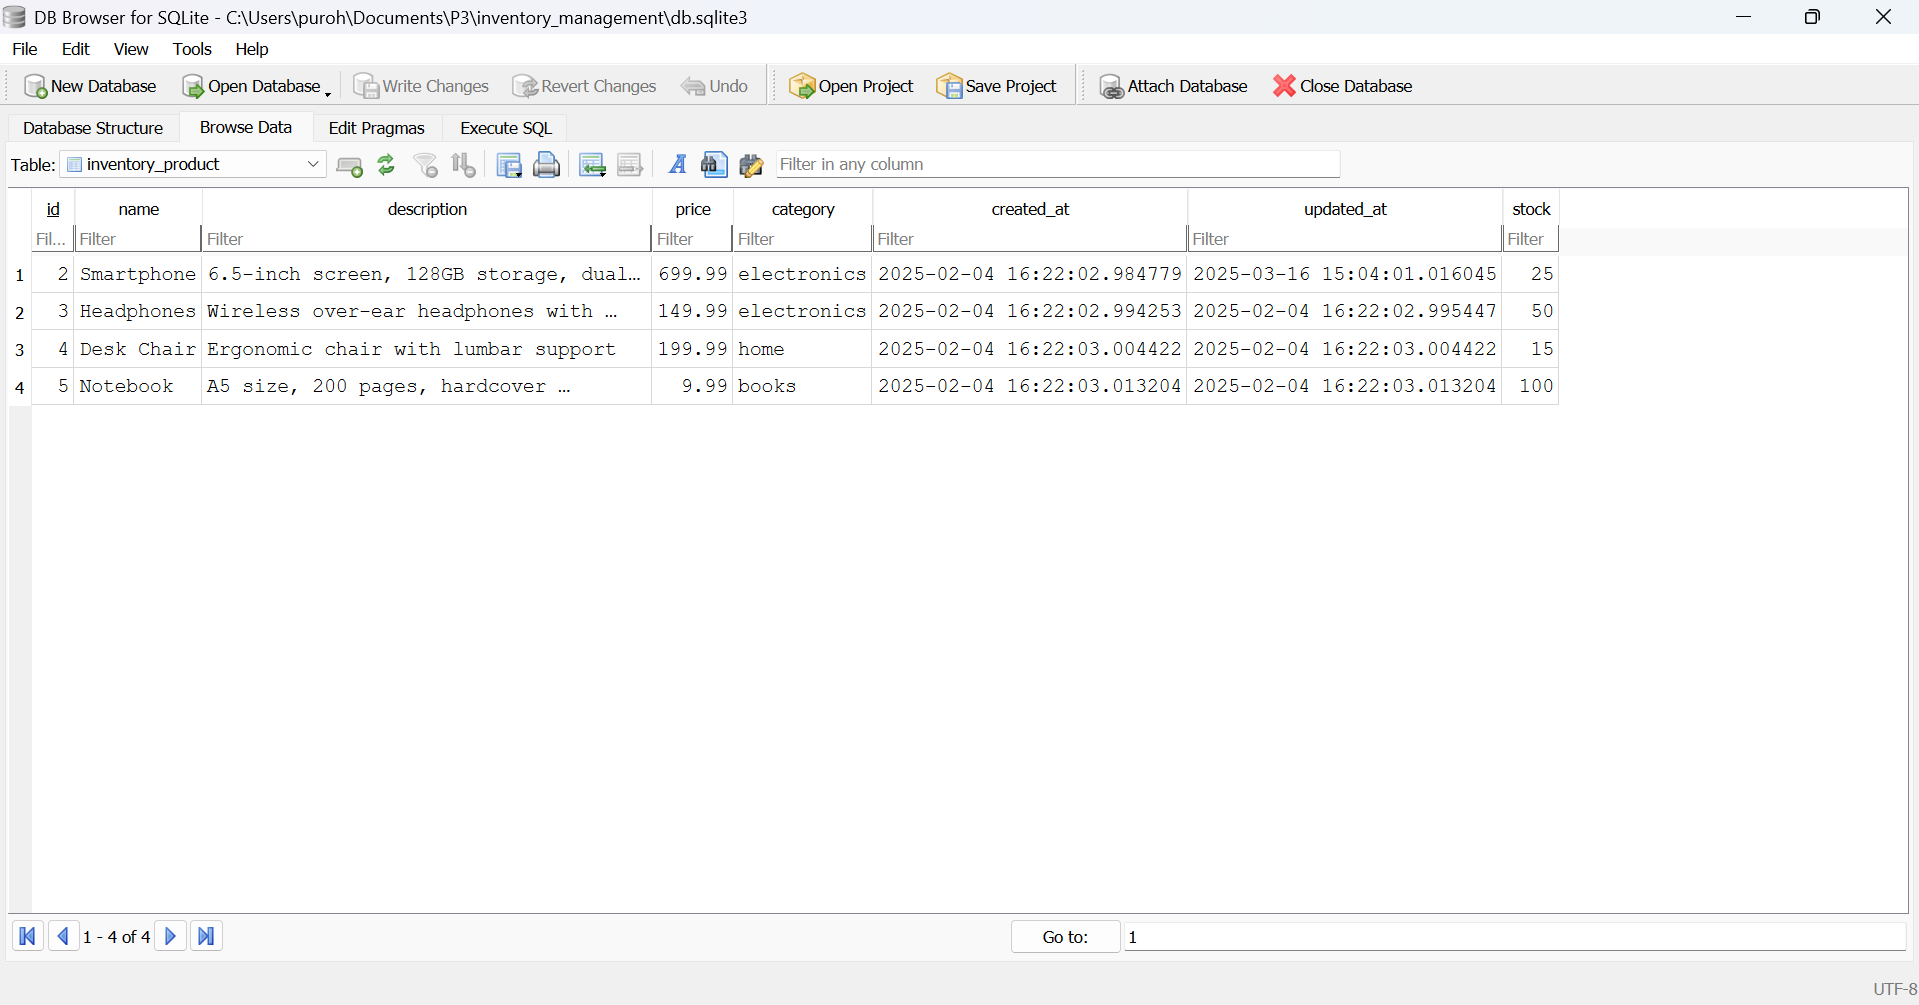 DB Browser for SQLite - C:\Users\puroh\Documents\P3\inventory_management\db.sqlite3
File Edit View Tools Help
New Database Open Database Write Changes Revert Changes Undo Open Project Save Project Attach Database Close Database
Database Structure Browse Data Edit Pragmas Execute SQL
Table: inventory_product Filter in any column
id name description price category created_at updated_at stock
Fil... Filter Filter Filter Filter Filter Filter Filter
1 2 Smartphone 6.5-inch screen, 128GB storage, dual… 699.99 electronics 2025-02-04 16:22:02.984779 2025-03-16 15:04:01.016045 25
2 3 Headphones Wireless over-ear headphones with … 149.99 electronics 2025-02-04 16:22:02.994253 2025-02-04 16:22:02.995447 50
3 4 Desk Chair Ergonomic chair with lumbar support 199.99 home 2025-02-04 16:22:03.004422 2025-02-04 16:22:03.004422 15
4 5 Notebook A5 size, 200 pages, hardcover … 9.99 books 2025-02-04 16:22:03.013204 2025-02-04 16:22:03.013204 100
1 - 4 of 4 Go to: 1
UTF-8